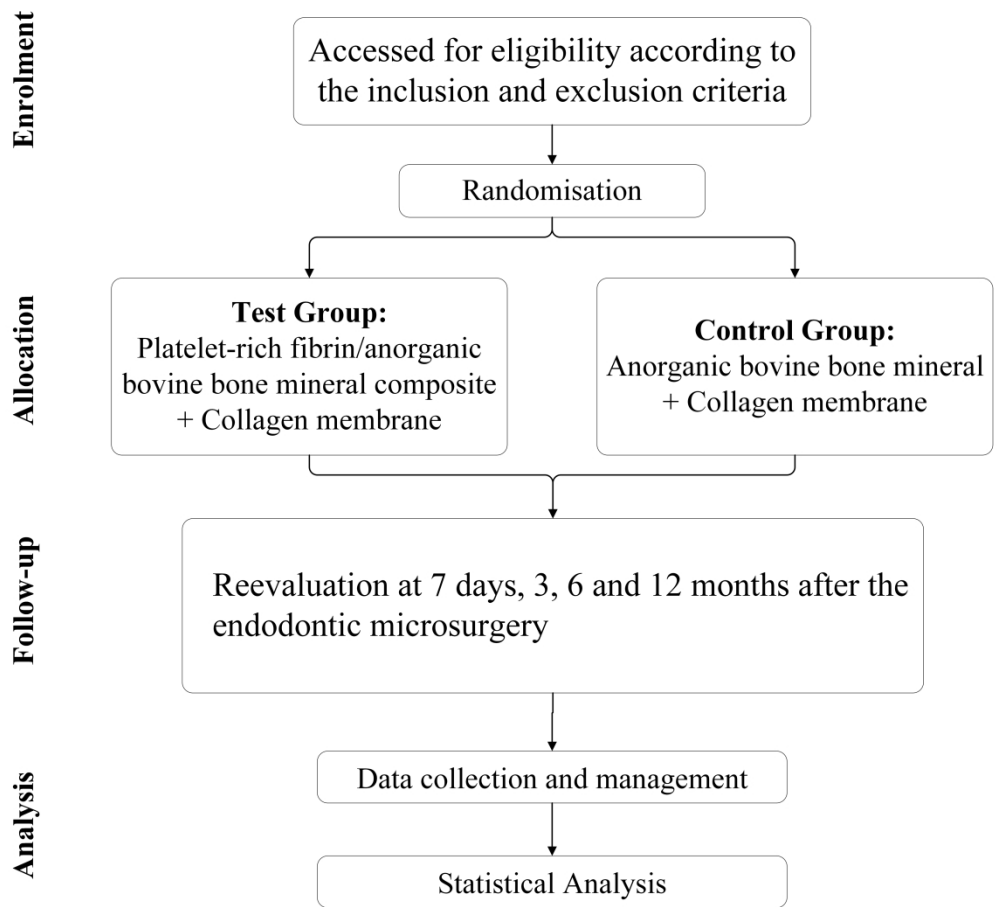 Enrolment
Accessed for eligibility according to
the inclusion and exclusion criteria
Randomisation
Allocation
Test Group:
Platelet-rich fibrin/anorganic
bovine bone mineral composite
+ Collagen membrane
Control Group:
Anorganic bovine bone mineral
+ Collagen membrane
Follow-up
Reevaluation at 7 days, 3, 6 and 12 months after the
endodontic microsurgery
Analysis
Data collection and management
Statistical Analysis